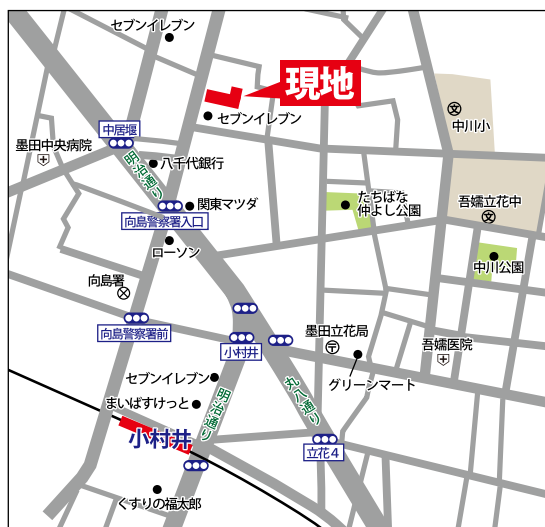 セブンイレブン
現地
セブンイレブン
中川小
中居堰
墨田中央病院
明治通り
八千代銀行
関東マツダ
たちばな
仲よし公園
吾嬬立花中
向島警察署入口
ローソン
中川公園
向島署
向島警察署前
小村井
墨田立花局
吾嬬医院
グリーンマート
セブンイレブン
まいばすけっと
明治通り
丸八通り
小村井
立花4
くすりの福太郎